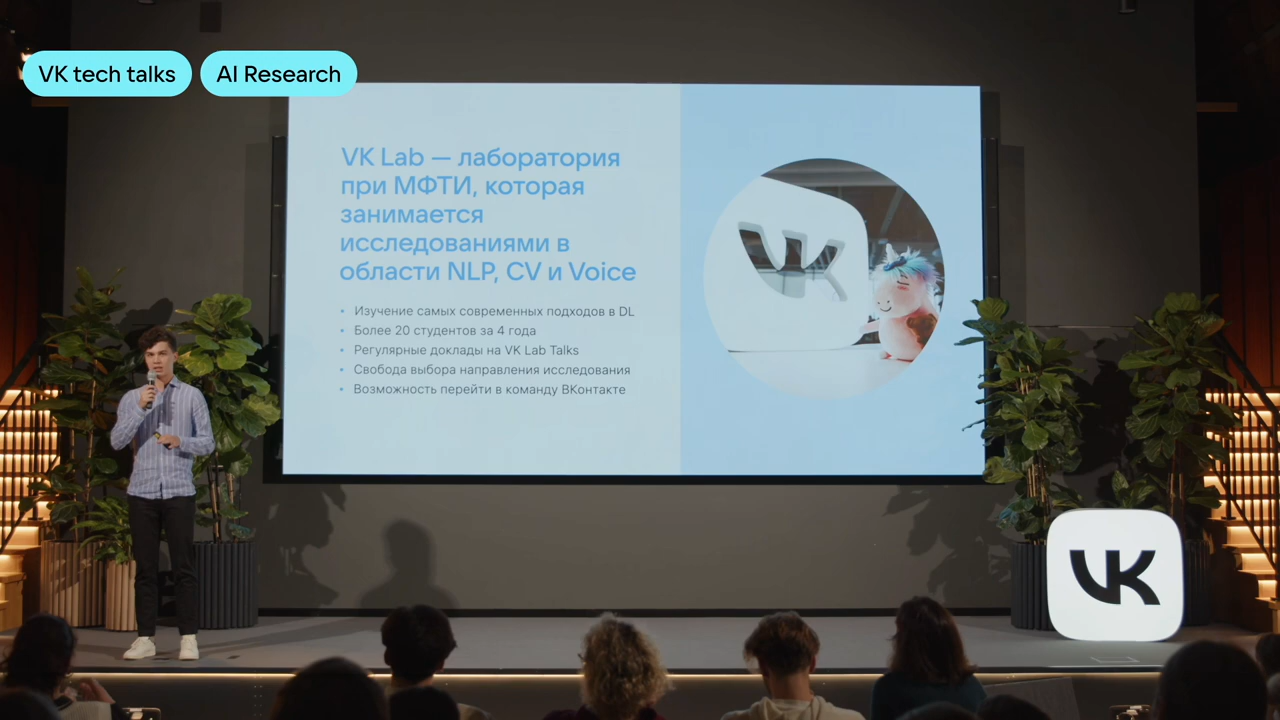 VK tech talks
AI Research
VK Lab — лаборатория
при МФТИ, которая
занимается
исследованиями в
области NLP, CV и Voice
• Изучение самых современных подходов в DL
• Более 20 студентов за 4 года
• Регулярные доклады на VK Lab Talks
• Свобода выбора направления исследования
• Возможность перейти в команду ВКонтакте
VK
VK